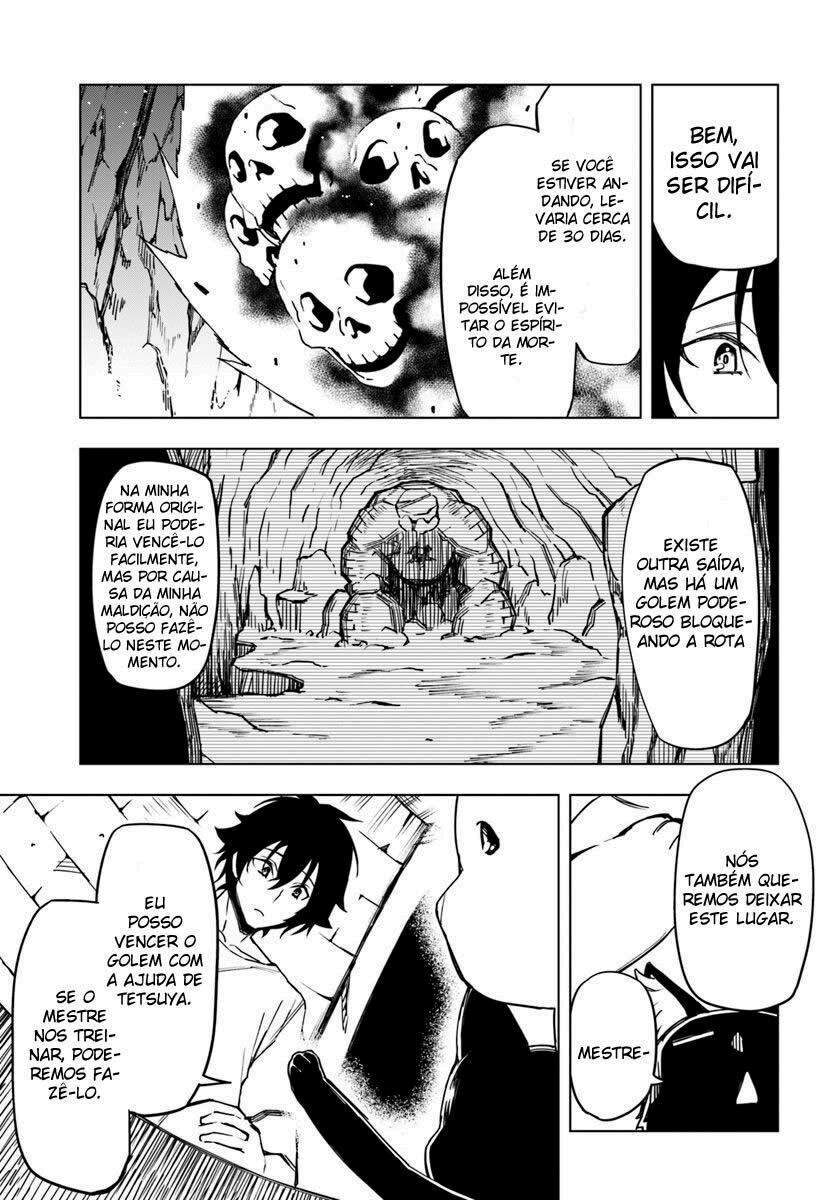 BEM,
ISSO VAI
SER DIFÍ-
CIL.
SE VOCÊ
ESTIVER AN-
DANDO, LE-
VARIA CERCA
DE 30 DIAS.
ALÉM
DISSO, É IM-
POSSÍVEL EVI-
TAR O ESPÍRI-
TO DA MOR-
TE.
EXISTE
OUTRA SAÍDA,
MAS HÁ UM
GOLEM PODE-
ROSO BLOQUE-
ANDO A ROTA
NA MINHA
FORMA ORIGI-
NAL EU PODE-
RIA VENCÊ-LO
FACILMENTE,
MAS POR CAU-
SA DA MINHA
MALDIÇÃO, NÃO
POSSO FAZÊ-
LO NESTE MO-
MENTO.
NÓS
TAMBÉM QUE-
REMOS DEIXAR
ESTE LUGAR.
MESTRE-
EU
POSSO
VENCER O
GOLEM COM
A AJUDA DE
TETSUYA.
SE O
MESTRE
NOS TREI-
NAR, PODE-
REMOS FA-
ZÊ-LO.